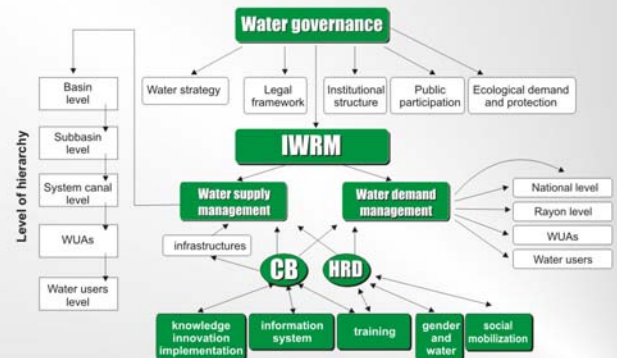 Water governance
Water strategy
Legal
framework
Institutional
structure
Public
participation
Ecological demand
and protection
IWRM
Level of hierarchy
Basin
level
Subbasin
level
System canal
level
WUAs
Water users
level
Water supply
management
Water demand
management
National level
Rayon level
WUAs
Water users
infrastructures
CB
HRD
knowledge
innovation
implementation
information
system
training
gender
and
water
social
mobilization